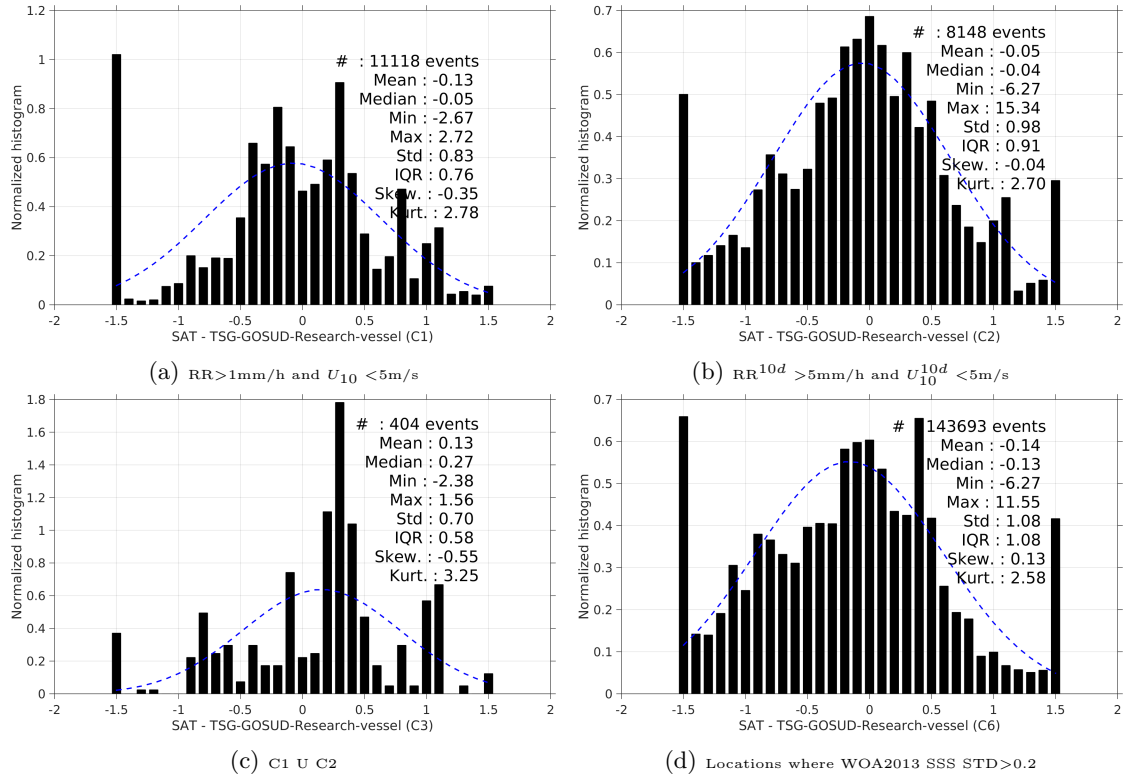 1.2
1
0.8
0.6
0.4
0.2
0
Normalized histogram
# : 11118 events
Mean : -0.13
Median : -0.05
Min : -2.67
Max : 2.72
Std : 0.83
IQR : 0.76
Skew. : -0.35
Kurt. : 2.78
-2 -1.5 -1 -0.5 0 0.5 1 1.5 2
SAT - TSG-GOSUD-Research-vessel (C1)
(a) RR>1mm/h and U10 <5m/s
0.7
0.6
0.5
0.4
0.3
0.2
0.1
0
Normalized histogram
# : 8148 events
Mean : -0.05
Median : -0.04
Min : -6.27
Max : 15.34
Std : 0.98
IQR : 0.91
Skew. : -0.04
Kurt. : 2.70
-2 -1.5 -1 -0.5 0 0.5 1 1.5 2
SAT - TSG-GOSUD-Research-vessel (C2)
(b) RR10d >5mm/h and U10d10 <5m/s
1.8
1.6
1.4
1.2
1
0.8
0.6
0.4
0.2
0
Normalized histogram
# : 404 events
Mean : 0.13
Median : 0.27
Min : -2.38
Max : 1.56
Std : 0.70
IQR : 0.58
Skew. : -0.55
Kurt. : 3.25
-2 -1.5 -1 -0.5 0 0.5 1 1.5 2
SAT - TSG-GOSUD-Research-vessel (C3)
(c) C1 U C2
0.7
0.6
0.5
0.4
0.3
0.2
0.1
0
Normalized histogram
# : 143693 events
Mean : -0.14
Median : -0.13
Min : -6.27
Max : 11.55
Std : 1.08
IQR : 1.08
Skew. : 0.13
Kurt. : 2.58
-2 -1.5 -1 -0.5 0 0.5 1 1.5 2
SAT - TSG-GOSUD-Research-vessel (C6)
(d) Locations where WOA2013 SSS STD>0.2